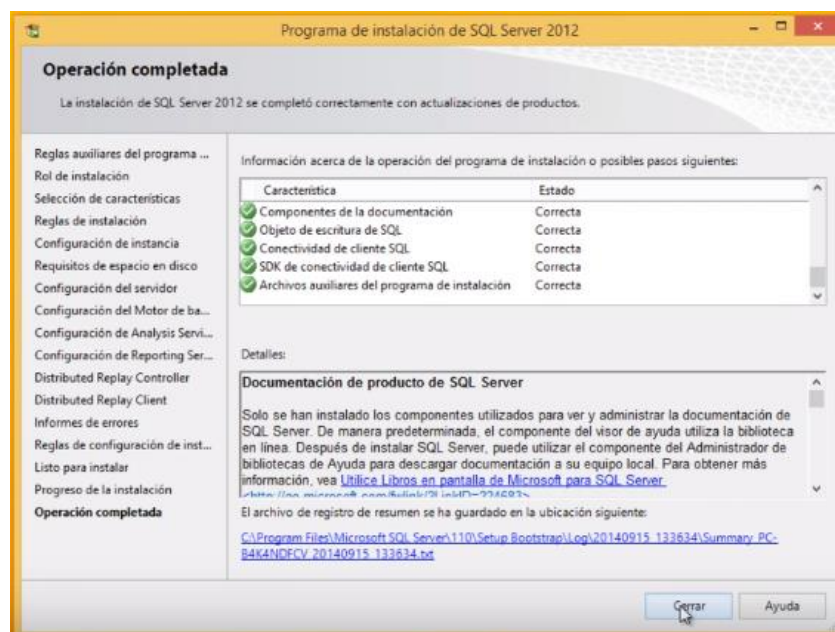 Programa de instalación de SQL Server 2012
Operación completada
La instalación de SQL Server 2012 se completó correctamente con actualizaciones de productos.
Reglas auxiliares del programa ...
Rol de instalación
Selección de características
Reglas de instalación
Configuración de instancia
Requisitos de espacio en disco
Configuración del servidor
Configuración del Motor de ba...
Configuración de Analysis Servi...
Configuración de Reporting Ser...
Distributed Replay Controller
Distributed Replay Client
Informes de errores
Reglas de configuración de inst...
Listo para instalar
Progreso de la instalación
Operación completada
Información acerca de la operación del programa de instalación o posibles pasos siguientes:
Característica Estado
Componentes de la documentación Correcta
Objeto de escritura de SQL Correcta
Conectividad de cliente SQL Correcta
SDK de conectividad de cliente SQL Correcta
Archivos auxiliares del programa de instalación Correcta
Detalles:
Documentación de producto de SQL Server
Solo se han instalado los componentes utilizados para ver y administrar la documentación de
SQL Server. De manera predeterminada, el componente del visor de ayuda utiliza la biblioteca
en línea. Después de instalar SQL Server, puede utilizar el componente del Administrador de
bibliotecas de Ayuda para descargar documentación a su equipo local. Para obtener más
información, vea Utilice Libros en pantalla de Microsoft para SQL Server
<http://go.microsoft.com/fwlink/?LinkID=224683>
El archivo de registro de resumen se ha guardado en la ubicación siguiente:
C:\Program Files\Microsoft SQL Server\110\Setup Bootstrap\Log\20140915_133634\Summary_PC-
B4K4NDFCV_20140915_133634.txt
Cerrar
Ayuda